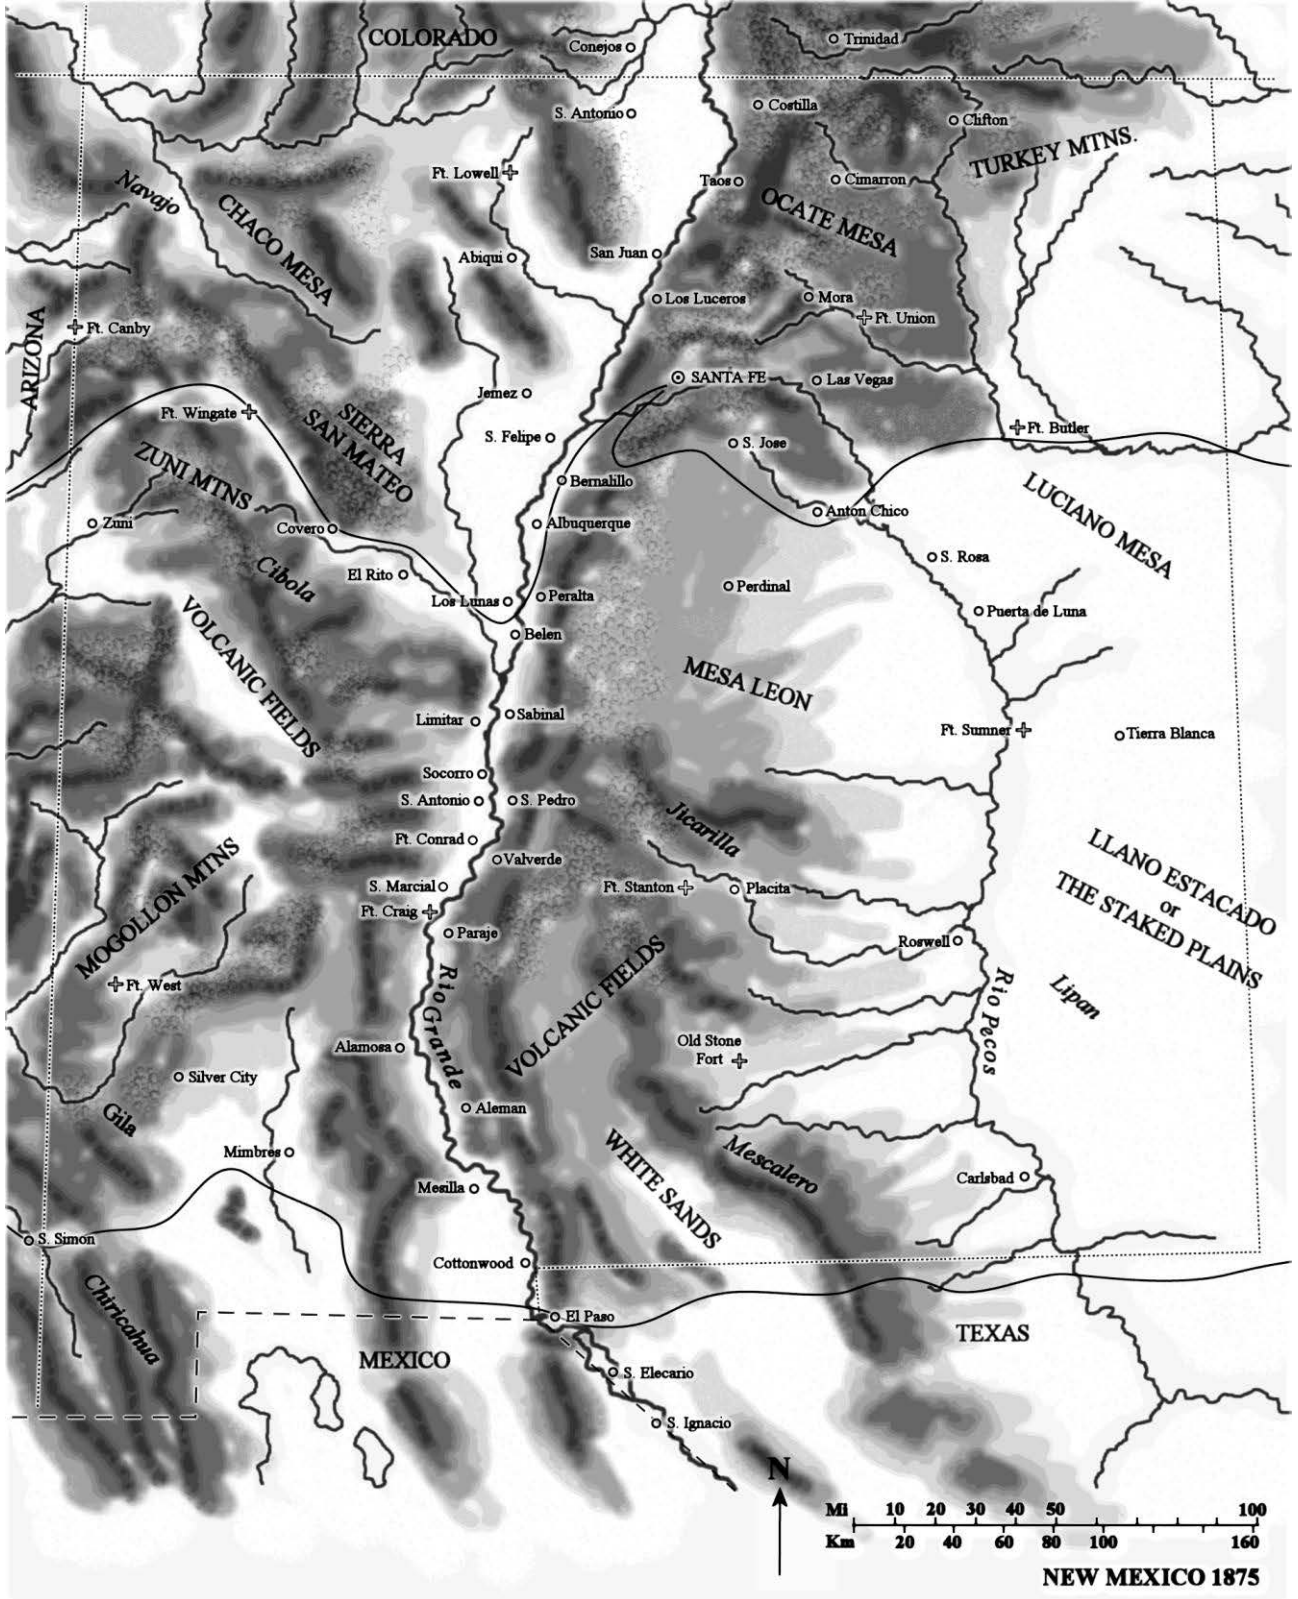 COLORADO
Conejos
Trinidad
S. Antonio
Costilla
Clifton
TURKEY MTNS.
Ft. Lowell
Taos
Cimarron
Navajo
CHACO MESA
OCATE MESA
Abiqui
San Juan
Los Luceros
Mora
Ft. Union
ARIZONA
Ft. Canby
SANTA FE
Las Vegas
Jemez
Ft. Wingate
SIERRA
SAN MATEO
S. Felipe
S. Jose
Ft. Butler
ZUNI MTNS
Bernalillo
LUCIANO MESA
Zuni
Covero
Albuquerque
Anton Chico
Cibola
El Rito
S. Rosa
Perdinal
Los Lunas
Peralta
Puerta de Luna
Belen
VOLCANIC FIELDS
MESA LEON
Limitar
Sabinal
Ft. Sumner
Tierra Blanca
Socorro
S. Antonio
S. Pedro
Jicarilla
Ft. Conrad
Valverde
LLANO ESTACADO
or
THE STAKED PLAINS
MOGOLLON MTNS
S. Marcial
Ft. Stanton
Placita
Ft. Craig
Paraje
Roswell
Ft. West
Rio Grande
VOLCANIC FIELDS
Rio Pecos
Lipan
Alamosa
Old Stone
Fort
Silver City
Aleman
Gila
Mimbres
WHITE SANDS
Mescalero
Mesilla
Carlsbad
S. Simon
Cottonwood
Chiricahua
El Paso
TEXAS
MEXICO
S. Elecario
S. Ignacio
N
Mi 10 20 30 40 50 100
Km 20 40 60 80 100 160
NEW MEXICO 1875